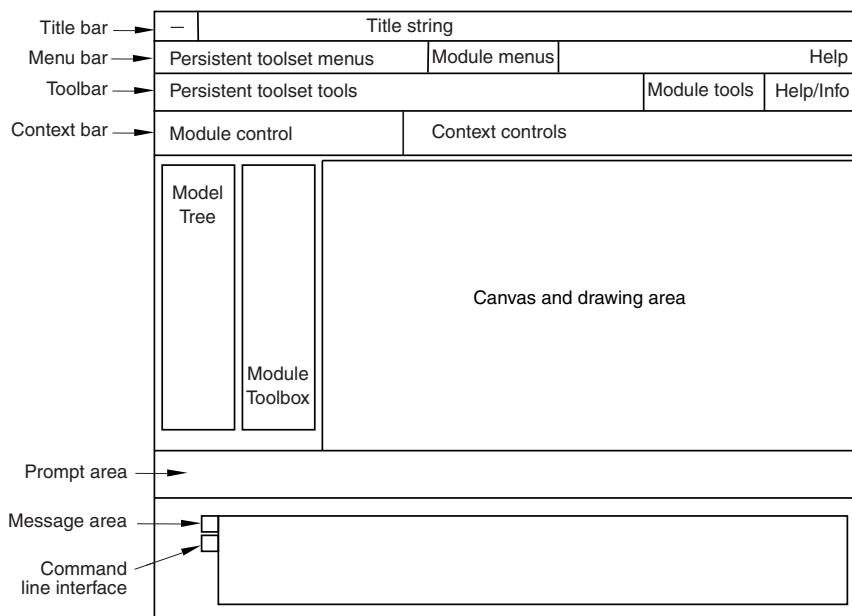 Title bar
— Title string
Menu bar
Persistent toolset menus
Module menus
Help
Toolbar
Persistent toolset tools
Module tools
Help/Info
Context bar
Module control
Context controls
Model
Tree
Module
Toolbox
Canvas and drawing area
Prompt area
Message area
Command
line interface